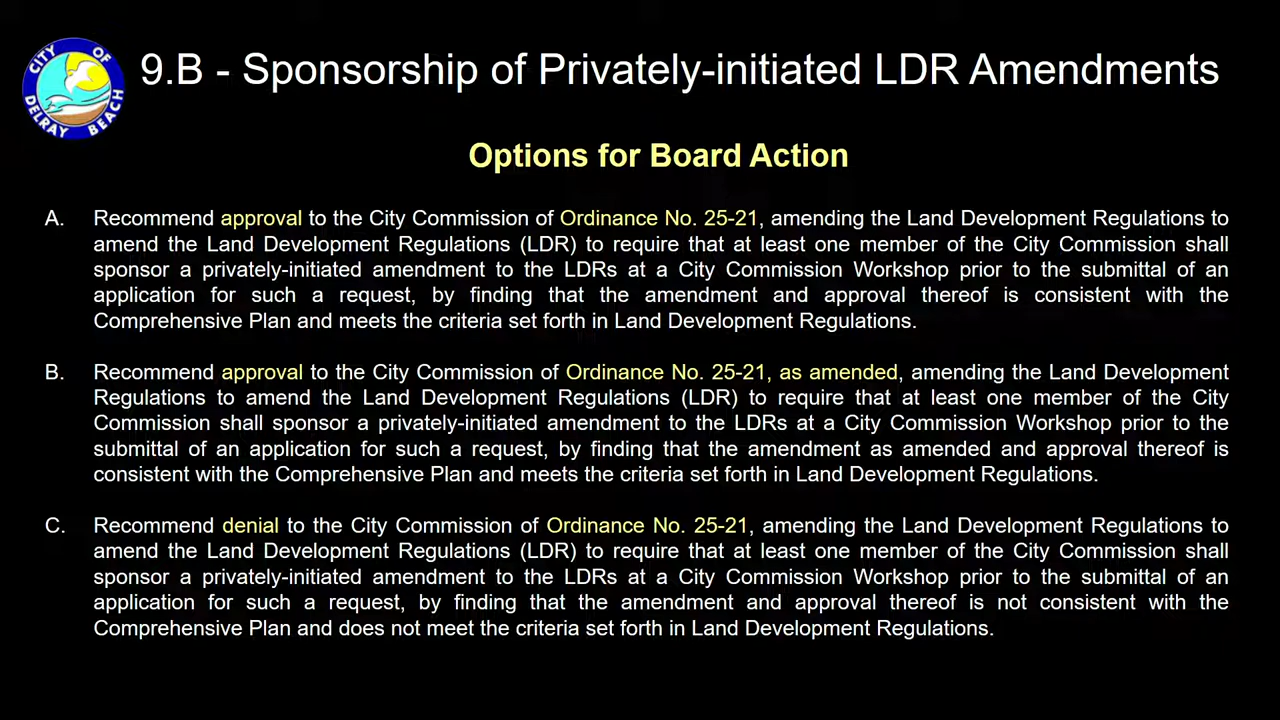 CITY OF
DELRAY BEACH
9.B - Sponsorship of Privately-initiated LDR Amendments
Options for Board Action
A. Recommend approval to the City Commission of Ordinance No. 25-21, amending the Land Development Regulations to
amend the Land Development Regulations (LDR) to require that at least one member of the City Commission shall
sponsor a privately-initiated amendment to the LDRs at a City Commission Workshop prior to the submittal of an
application for such a request, by finding that the amendment and approval thereof is consistent with the
Comprehensive Plan and meets the criteria set forth in Land Development Regulations.
B. Recommend approval to the City Commission of Ordinance No. 25-21, as amended, amending the Land Development
Regulations to amend the Land Development Regulations (LDR) to require that at least one member of the City
Commission shall sponsor a privately-initiated amendment to the LDRs at a City Commission Workshop prior to the
submittal of an application for such a request, by finding that the amendment as amended and approval thereof is
consistent with the Comprehensive Plan and meets the criteria set forth in Land Development Regulations.
C. Recommend denial to the City Commission of Ordinance No. 25-21, amending the Land Development Regulations to
amend the Land Development Regulations (LDR) to require that at least one member of the City Commission shall
sponsor a privately-initiated amendment to the LDRs at a City Commission Workshop prior to the submittal of an
application for such a request, by finding that the amendment and approval thereof is not consistent with the
Comprehensive Plan and does not meet the criteria set forth in Land Development Regulations.